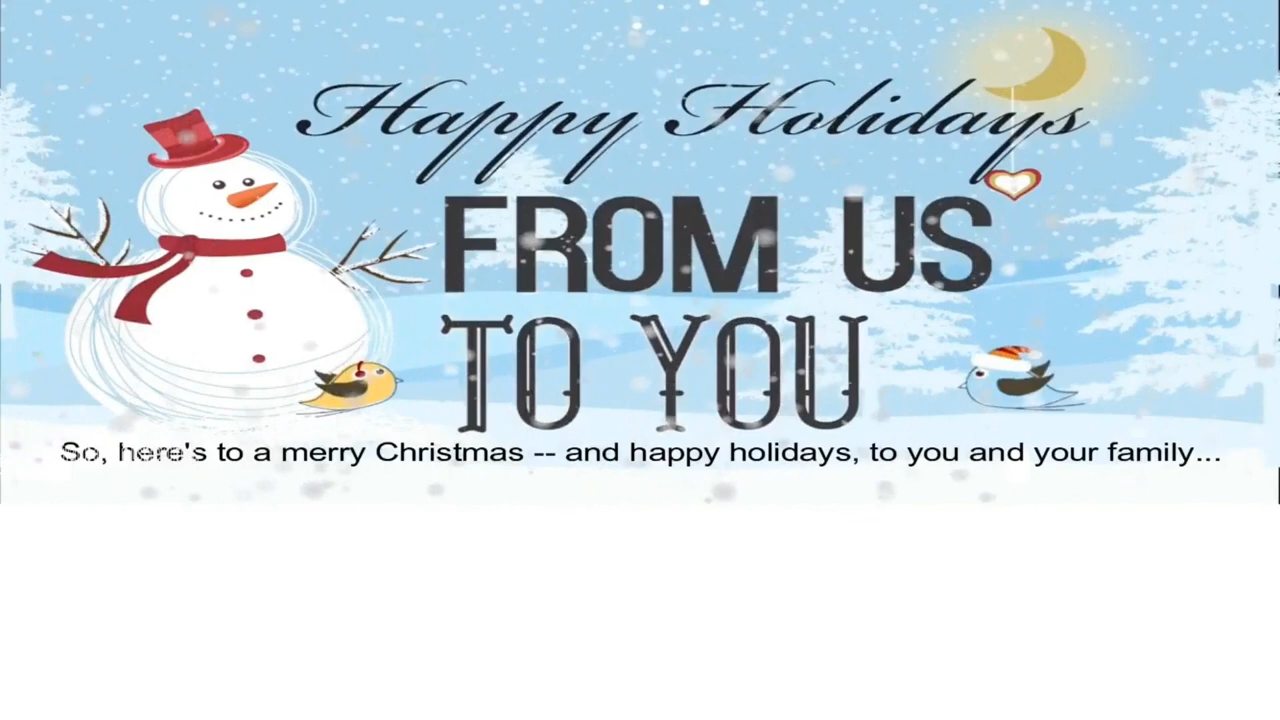 Happy Holidays
FROM US
TO YOU
So, here's to a merry Christmas -- and happy holidays, to you and your family...